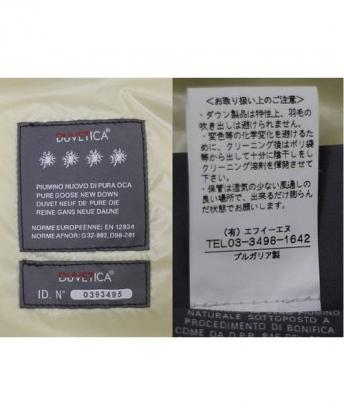 DUVETICA
PIUMINO NUOVO DI PURA OCA
PURE GOOSE NEW DOWN
DUVET NEUF DE PURE OIE
REINE GANS NEUE DAUNE
NORME EUROPEENNE: EN 12934
NORME AFNOR: G32-003, D90-201
DUVETICA
ID. N° 0393495
<お取り扱い上のご注意>
・ダウン製品は特性上、羽毛の
吹き出しは避けられません。
・変色等の化学変化を避けるた
めに、クリーニング後はポリ袋
等から出して十分に陰干しをし
クリーニング溶剤を揮発させて
下さい。
・保管は湿気の少ない風通しの
良い場所で、出来るだけ膨らん
だ状態でお願いします。
(有) エフイーエヌ
TEL03-3498-1642
ブルガリア製
NATURALE SOTTOPOSTO A
PROCEDIMENTO DI BONIFICA
COME DA D.P.R.